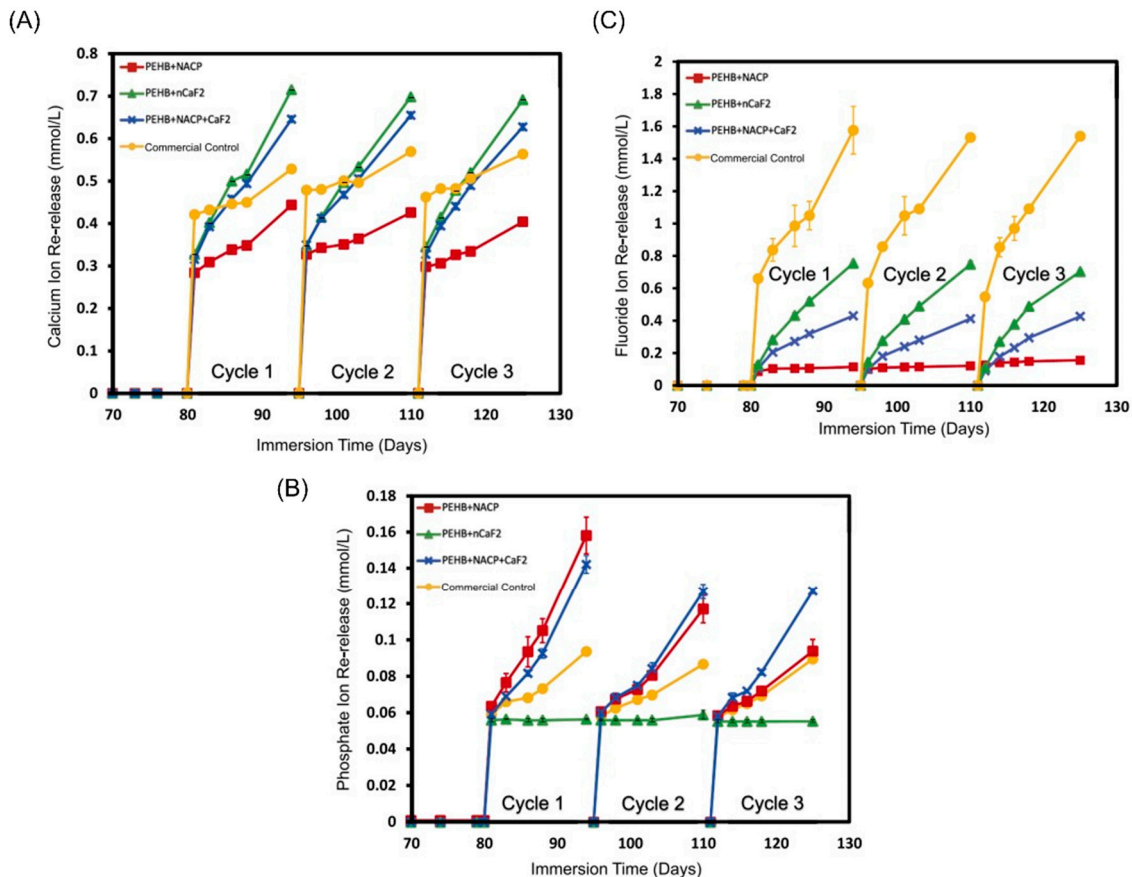 (A)
Calcium Ion Re-release (mmol/L)
0.8
0.7
0.6
0.5
0.4
0.3
0.2
0.1
0
PEHB+NACP
PEHB+nCaF2
PEHB+NACP+CaF2
Commercial Control
Cycle 1
Cycle 2
Cycle 3
70 80 90 100 110 120 130
Immersion Time (Days)
(C)
Fluoride Ion Re-release (mmol/L)
2
1.8
1.6
1.4
1.2
1
0.8
0.6
0.4
0.2
0
PEHB+NACP
PEHB+nCaF2
PEHB+NACP+CaF2
Commercial Control
Cycle 1
Cycle 2
Cycle 3
70 80 90 100 110 120 130
Immersion Time (Days)
(B)
Phosphate Ion Re-release (mmol/L)
0.18
0.16
0.14
0.12
0.1
0.08
0.06
0.04
0.02
0
PEHB+NACP
PEHB+nCaF2
PEHB+NACP+CaF2
Commercial Control
Cycle 1
Cycle 2
Cycle 3
70 80 90 100 110 120 130
Immersion Time (Days)